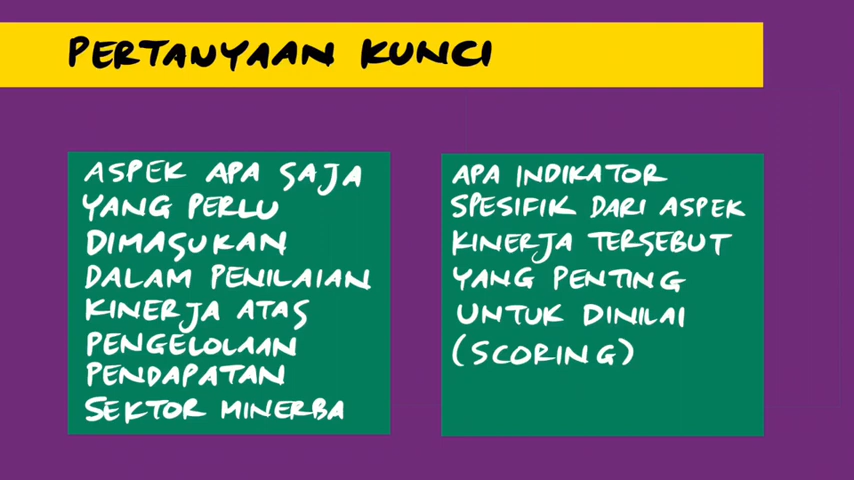 PERTANYAAN KUNCI
ASPEK APA SAJA
YANG PERLU
DIMASUKAN
DALAM PENILAIAN
KINERJA ATAS
PENGELOLAAN
PENDAPATAN
SEKTOR MINERBA
APA INDIKATOR
SPESIFIK DARI ASPEK
KINERJA TERSEBUT
YANG PENTING
UNTUK DINILAI
(SCORING)